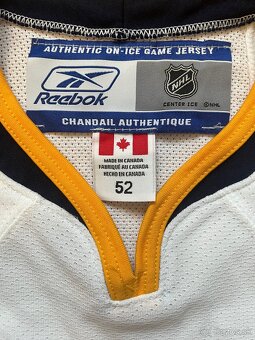 AUTHENTIC ON-ICE GAME JERSEY
Reebok
NHL
CENTER ICE ©NHL
CHANDAIL AUTHENTIQUE
MADE IN CANADA
FABRIQUÉ AU CANADA
HECHO EN CANADA
52